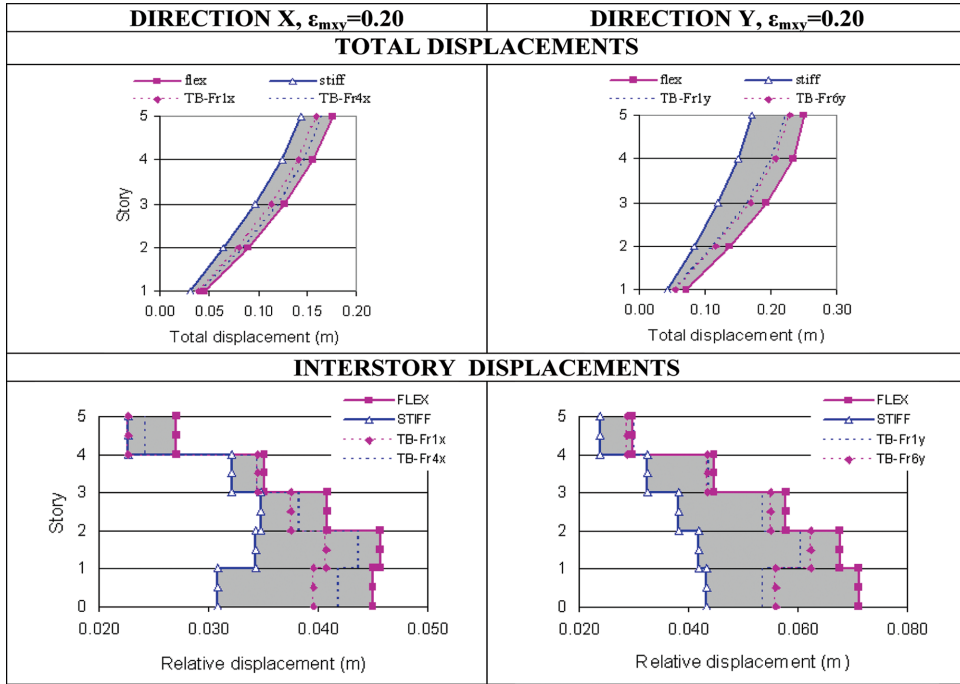 DIRECTION X, εmxy=0.20
DIRECTION Y, εmxy=0.20
TOTAL DISPLACEMENTS
flex
stiff
TB-Fr1x
TB-Fr4x
5
4
3
2
1
Story
0.00 0.05 0.10 0.15 0.20
Total displacement (m)
flex
stiff
TB-Fr1y
TB-Fr6y
5
4
3
2
1
0.00 0.10 0.20 0.30
Total displacement (m)
INTERSTORY DISPLACEMENTS
FLEX
STIFF
TB-Fr1x
TB-Fr4x
5
4
3
2
1
0
Story
0.020 0.030 0.040 0.050
Relative displacement (m)
FLEX
STIFF
TB-Fr1y
TB-Fr6y
5
4
3
2
1
0
0.020 0.040 0.060 0.080
Relative displacement (m)